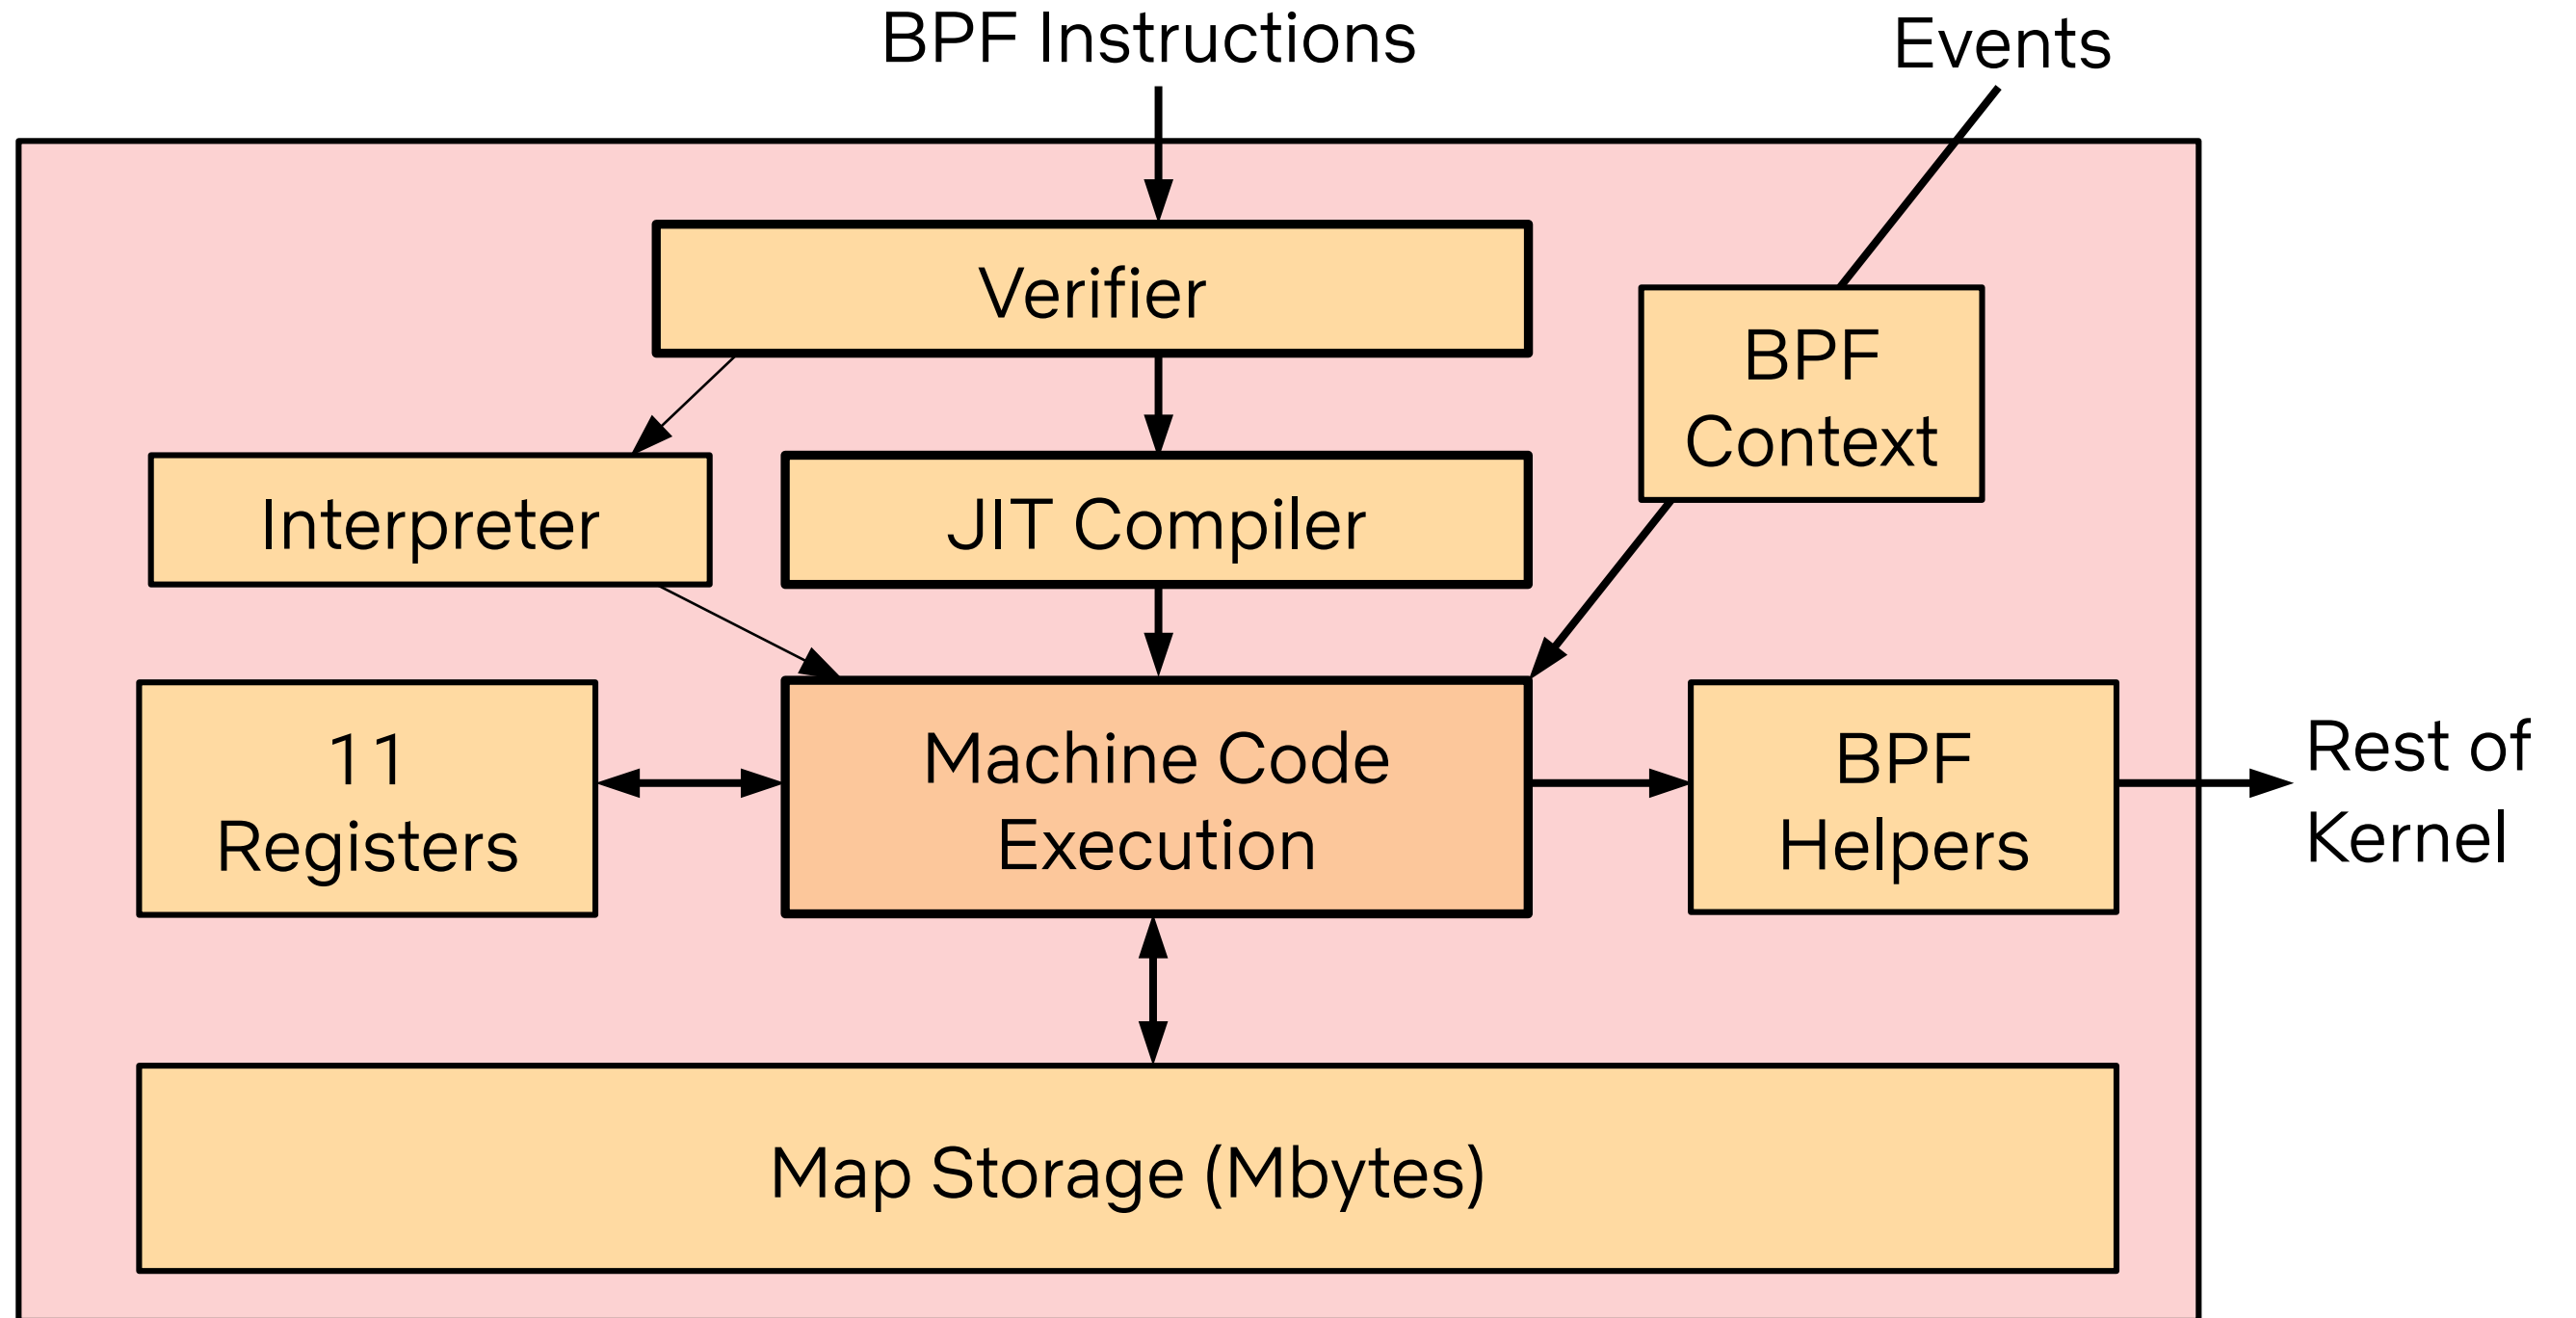 BPF Instructions
Events
Verifier
BPF
Context
Interpreter
JIT Compiler
11
Registers
Machine Code
Execution
BPF
Helpers
Rest of
Kernel
Map Storage (Mbytes)